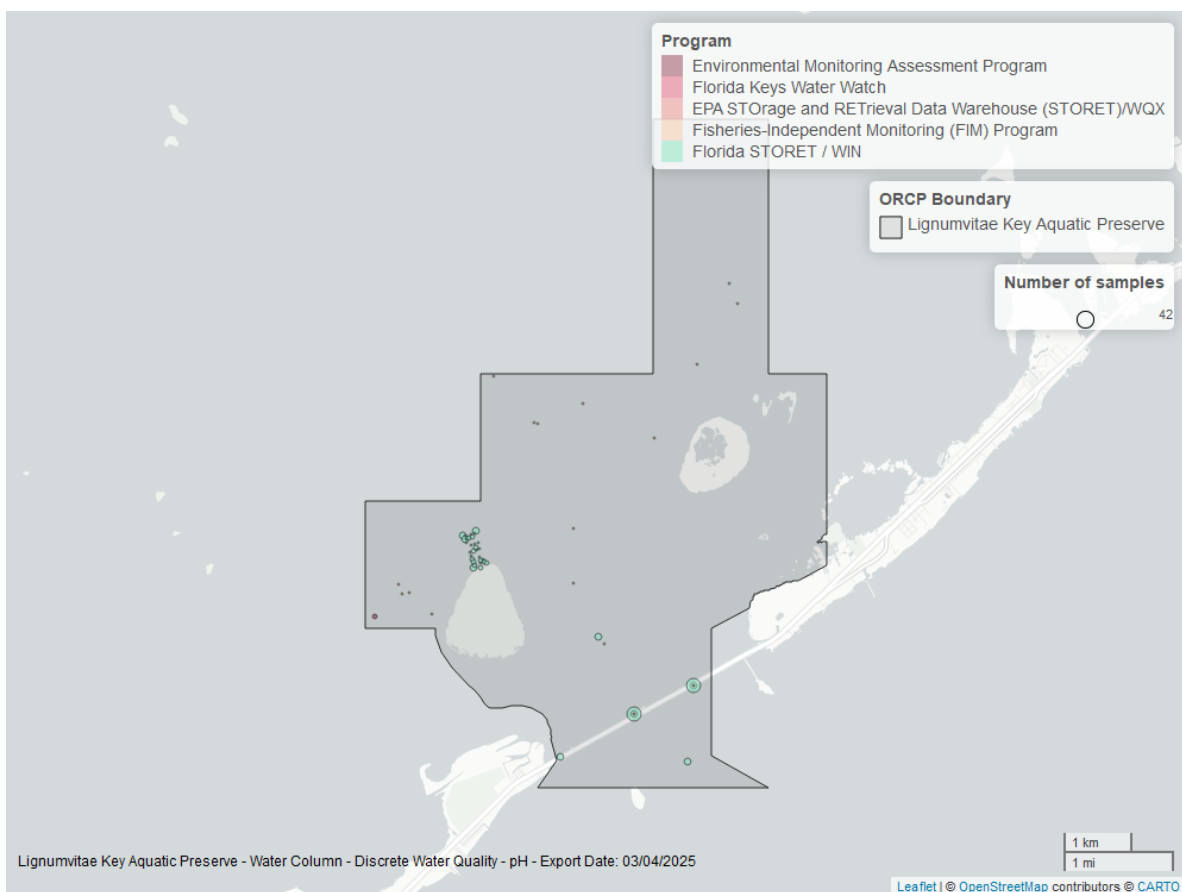 Program
Environmental Monitoring Assessment Program
Florida Keys Water Watch
EPA STOrage and RETrieval Data Warehouse (STORET)/WQX
Fisheries-Independent Monitoring (FIM) Program
Florida STORET / WIN
ORCP Boundary
Lignumvitae Key Aquatic Preserve
Number of samples
42
1 km
1 mi
Lignumvitae Key Aquatic Preserve - Water Column - Discrete Water Quality - pH - Export Date: 03/04/2025
Leaflet | © OpenStreetMap contributors © CARTO